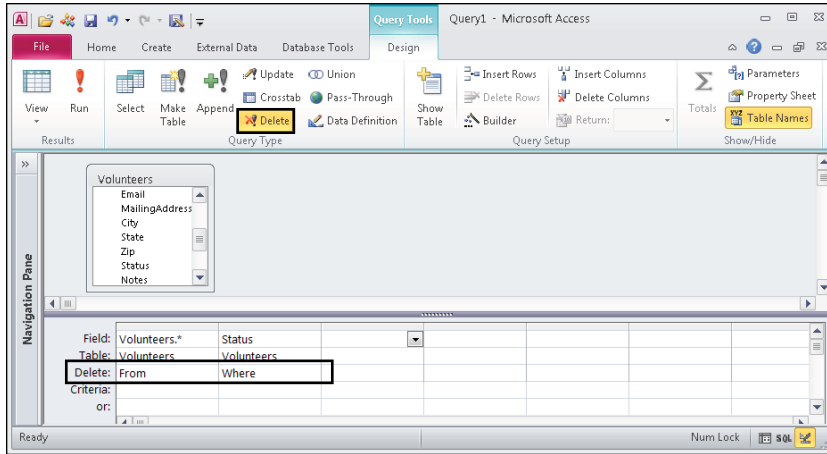 Query Tools Query1 - Microsoft Access
File Home Create External Data Database Tools Design
View Run Select Make Table Append Update Crosstab Delete Union Pass-Through Data Definition Show Table Insert Rows Delete Rows Builder Insert Columns Delete Columns Return: Totals Parameters Property Sheet Table Names
Results Query Type Query Setup Show/Hide
Navigation Pane
Volunteers
Email
MailingAddress
City
State
Zip
Status
Notes
Field: Volunteers.* Status
Table: Volunteers Volunteers
Delete: From Where
Criteria:
or:
Ready Num Lock SQL